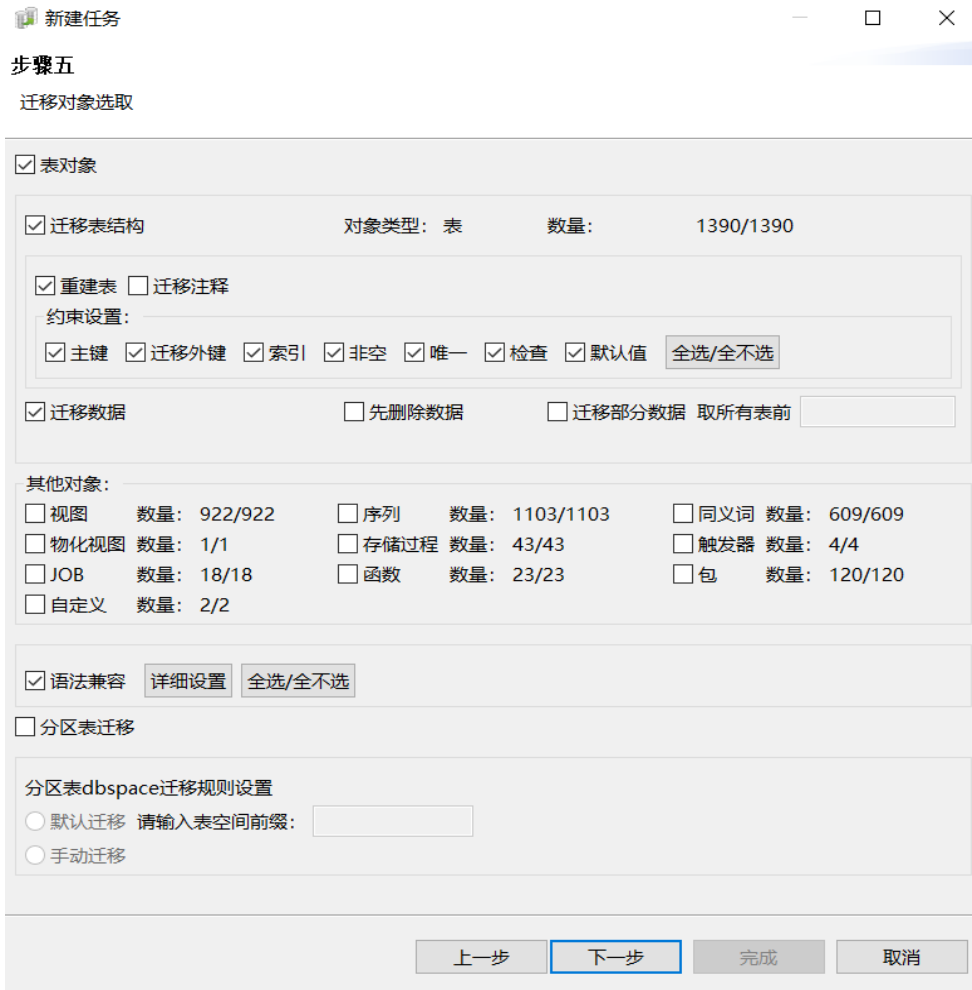 新建任务
步骤五
迁移对象选取
表对象
迁移表结构 对象类型： 表 数量： 1390/1390
重建表 迁移注释
约束设置：
主键 迁移外键 索引 非空 唯一 检查 默认值 全选/全不选
迁移数据 先删除数据 迁移部分数据 取所有表前
其他对象：
视图 数量： 922/922 序列 数量： 1103/1103 同义词 数量： 609/609
物化视图 数量： 1/1 存储过程 数量： 43/43 触发器 数量： 4/4
JOB 数量： 18/18 函数 数量： 23/23 包 数量： 120/120
自定义 数量： 2/2
语法兼容 详细设置 全选/全不选
分区表迁移
分区表dbspace迁移规则设置
默认迁移 请输入表空间前缀：
手动迁移
上一步 下一步 完成 取消